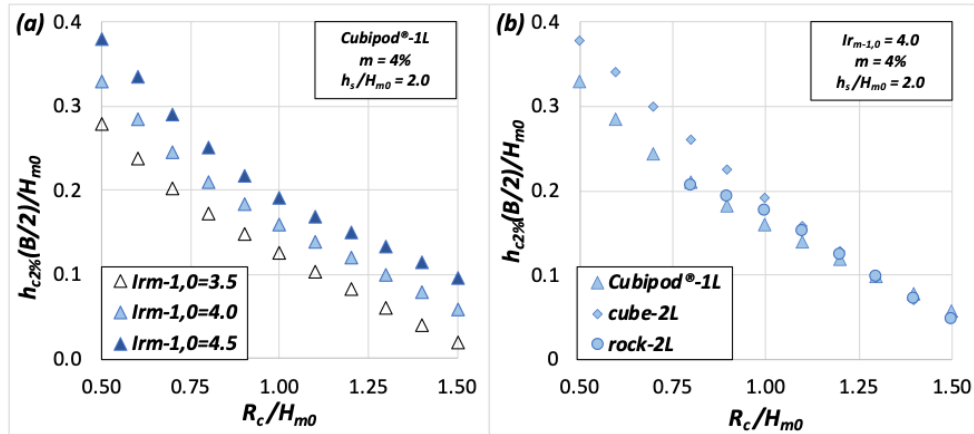 (a)
Cubipod®-1L
m = 4%
hs/Hm0 = 2.0
0.4
0.3
0.2
0.1
0.0
hc2%(B/2)/Hm0
Irm-1,0=3.5
Irm-1,0=4.0
Irm-1,0=4.5
0.50
0.75
1.00
1.25
1.50
Rc/Hm0
(b)
Irm-1,0 = 4.0
m = 4%
hs/Hm0 = 2.0
0.4
0.3
0.2
0.1
0.0
hc2%(B/2)/Hm0
Cubipod®-1L
cube-2L
rock-2L
0.50
0.75
1.00
1.25
1.50
Rc/Hm0